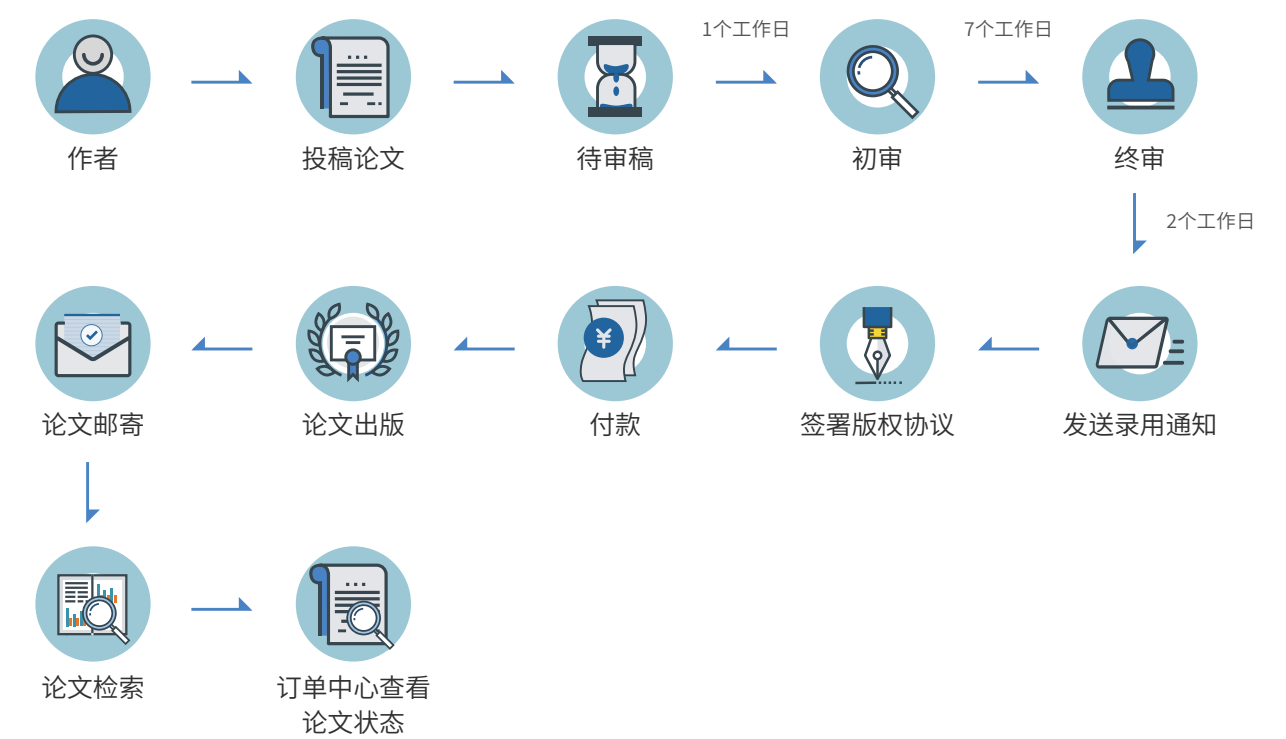 1个工作日
7个工作日
作者
投稿论文
待审稿
初审
终审
2个工作日
论文邮寄
论文出版
付款
签署版权协议
发送录用通知
论文检索
订单中心查看
论文状态